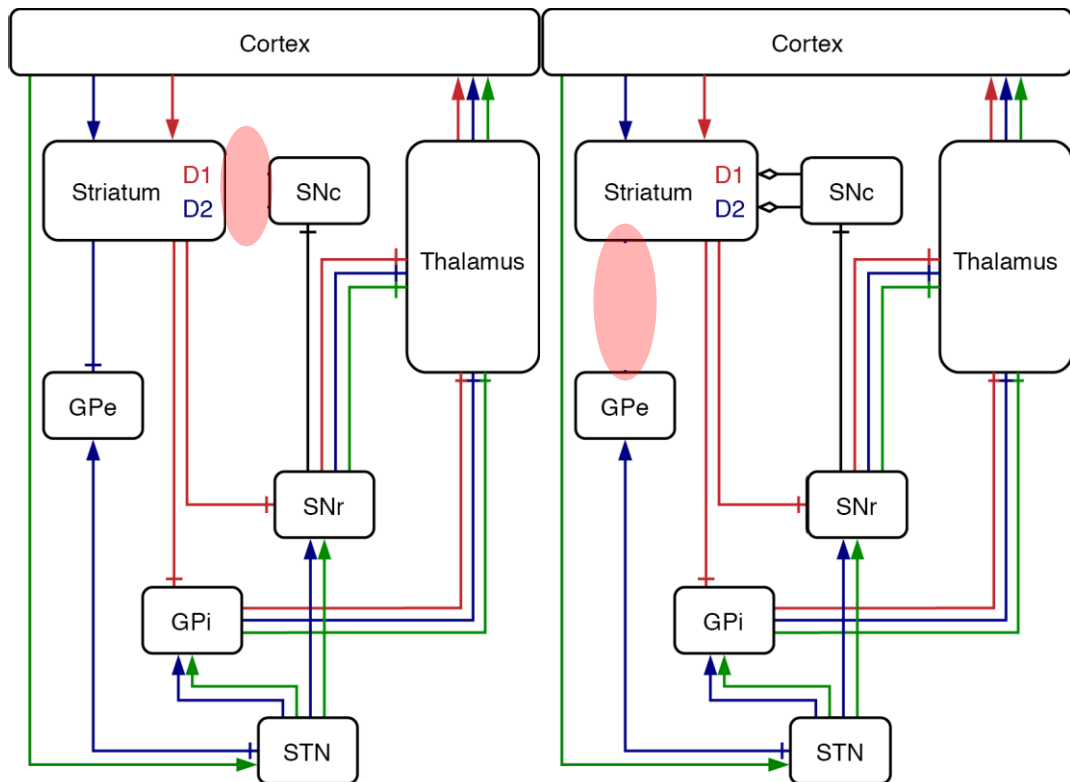 Cortex
Striatum
D1
D2
SNc
Thalamus
GPe
SNr
GPi
STN
Cortex
Striatum
D1
D2
SNc
Thalamus
GPe
SNr
GPi
STN